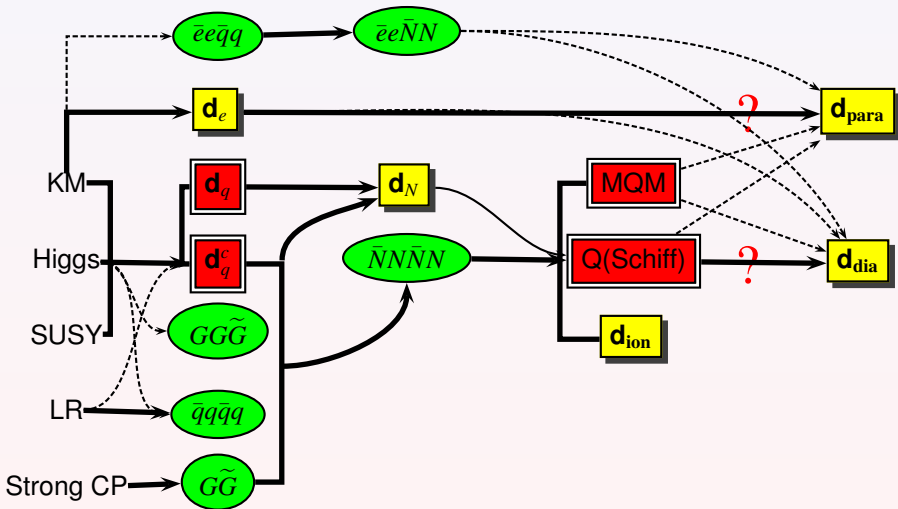 ēeq̄q
ēeN̄N
d_e
?
d_para
KM
d_q
d_N
MQM
Higgs
d_q^c
N̄NN̄N
Q(Schiff)
?
d_dia
SUSY
GGG̃
d_ion
LR
q̄qq̄q
Strong CP
GG̃